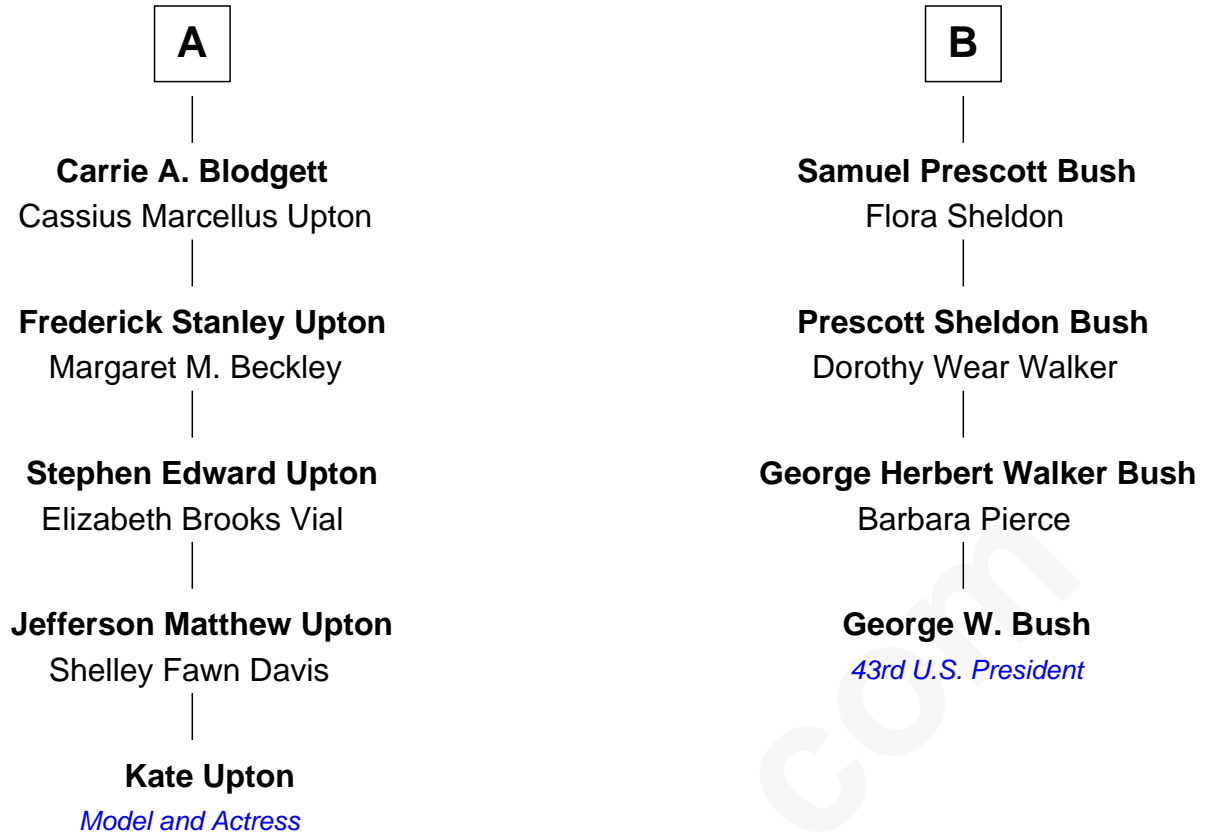 A
Carrie A. Blodgett
Cassius Marcellus Upton
Frederick Stanley Upton
Margaret M. Beckley
Stephen Edward Upton
Elizabeth Brooks Vial
Jefferson Matthew Upton
Shelley Fawn Davis
Kate Upton
Model and Actress
B
Samuel Prescott Bush
Flora Sheldon
Prescott Sheldon Bush
Dorothy Wear Walker
George Herbert Walker Bush
Barbara Pierce
George W. Bush
43rd U.S. President
com